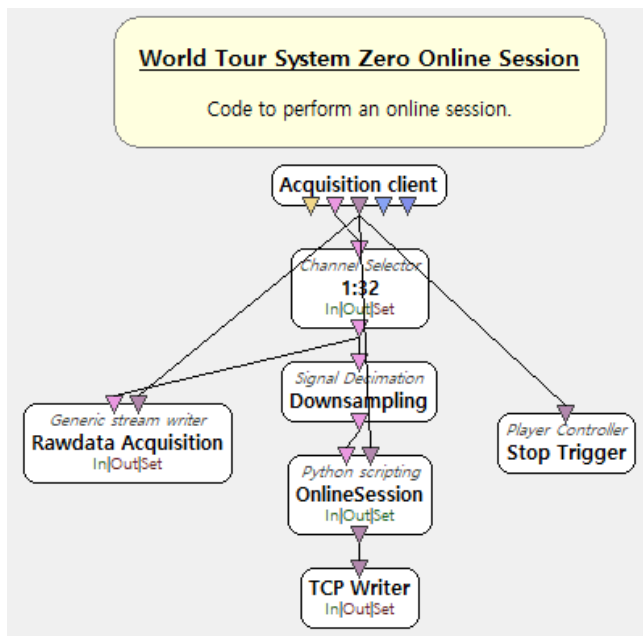 World Tour System Zero Online Session
Code to perform an online session.
Acquisition client
Channel Selector
1:32
In|Out|Set
Signal Decimation
Downsampling
Generic stream writer
Rawdata Acquisition
In|Out|Set
Player Controller
Stop Trigger
Python scripting
OnlineSession
In|Out|Set
TCP Writer
In|Out|Set